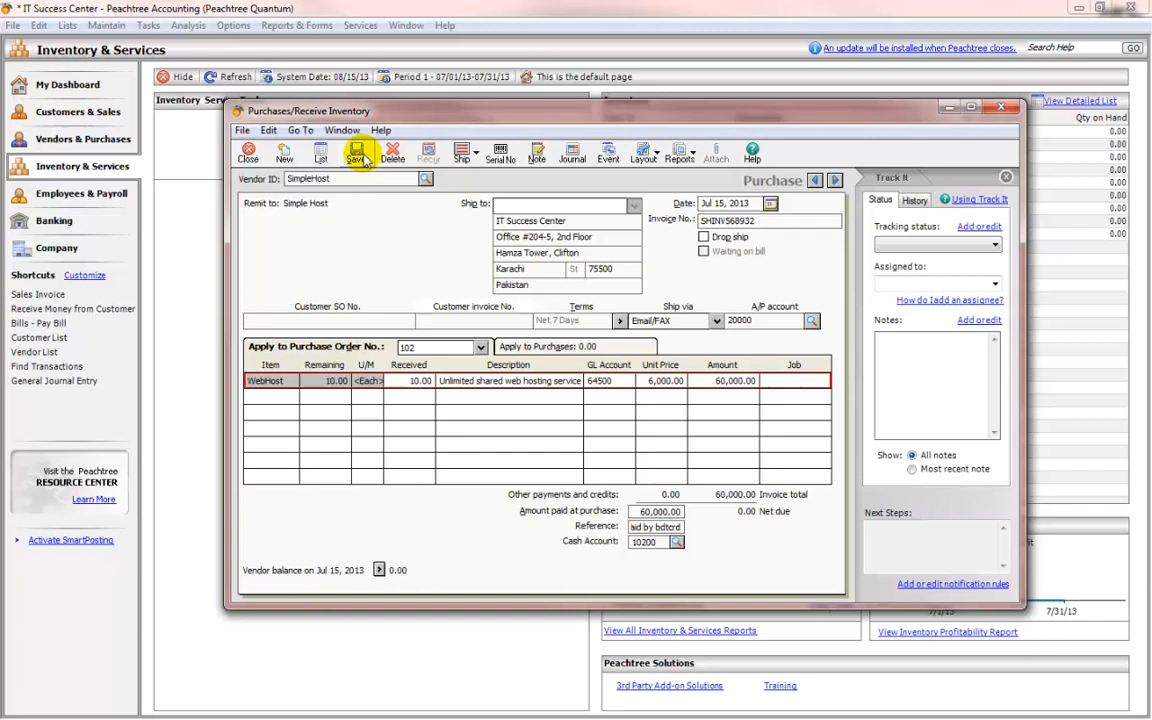 * IT Success Center - Peachtree Accounting (Peachtree Quantum)
File Edit Lists Maintain Tasks Analysis Options Reports & Forms Services Window Help
Inventory & Services
An update will be installed when Peachtree closes.
Search Help
GO
Hide
Refresh
System Date: 08/15/13
Period 1 - 07/01/13-07/31/13
This is the default page
My Dashboard
Customers & Sales
Vendors & Purchases
Inventory & Services
Employees & Payroll
Banking
Company
Shortcuts Customize
Sales Invoice
Receive Money from Customer
Bills - Pay Bill
Customer List
Vendor List
Find Transactions
General Journal Entry
Visit the Peachtree
RESOURCE CENTER
Learn More
Activate SmartPosting
View Detailed List
Qty on Hand
0.00
0.00
0.00
0.00
0.00
0.00
0.00
0.00
Purchases/Receive Inventory
File Edit Go To Window Help
Close New List Save Delete Recur Ship Serial No Note Journal Event Layout Reports Attach Help
Vendor ID: SimpleHost
Purchase
Remit to: Simple Host
Ship to:
IT Success Center
Office #204-5, 2nd Floor
Hamza Tower, Clifton
Karachi St 75500
Pakistan
Date: Jul 15, 2013
Invoice No.: SHINV568932
Drop ship
Waiting on bill
Customer SO No. Customer invoice No. Terms Ship via A/P account
Net 7 Days Email/FAX 20000
Apply to Purchase Order No.: 102
Apply to Purchases: 0.00
Item Remaining U/M Received Description GL Account Unit Price Amount Job
WebHost 10.00 <Each> 10.00 Unlimited shared web hosting service 64500 6,000.00 60,000.00
Other payments and credits: 0.00 60,000.00 Invoice total
Amount paid at purchase: 60,000.00 0.00 Net due
Reference: aid by bdtcrd
Cash Account: 10200
Vendor balance on Jul 15, 2013 0.00
Track It
Status History Using Track It
Tracking status: Add or edit
Assigned to:
How do I add an assignee?
Notes: Add or edit
Show: All notes
Most recent note
Next Steps:
Add or edit notification rules
7/1/13
7/31/13
View All Inventory & Services Reports
View Inventory Profitability Report
Peachtree Solutions
3rd Party Add-on Solutions
Training